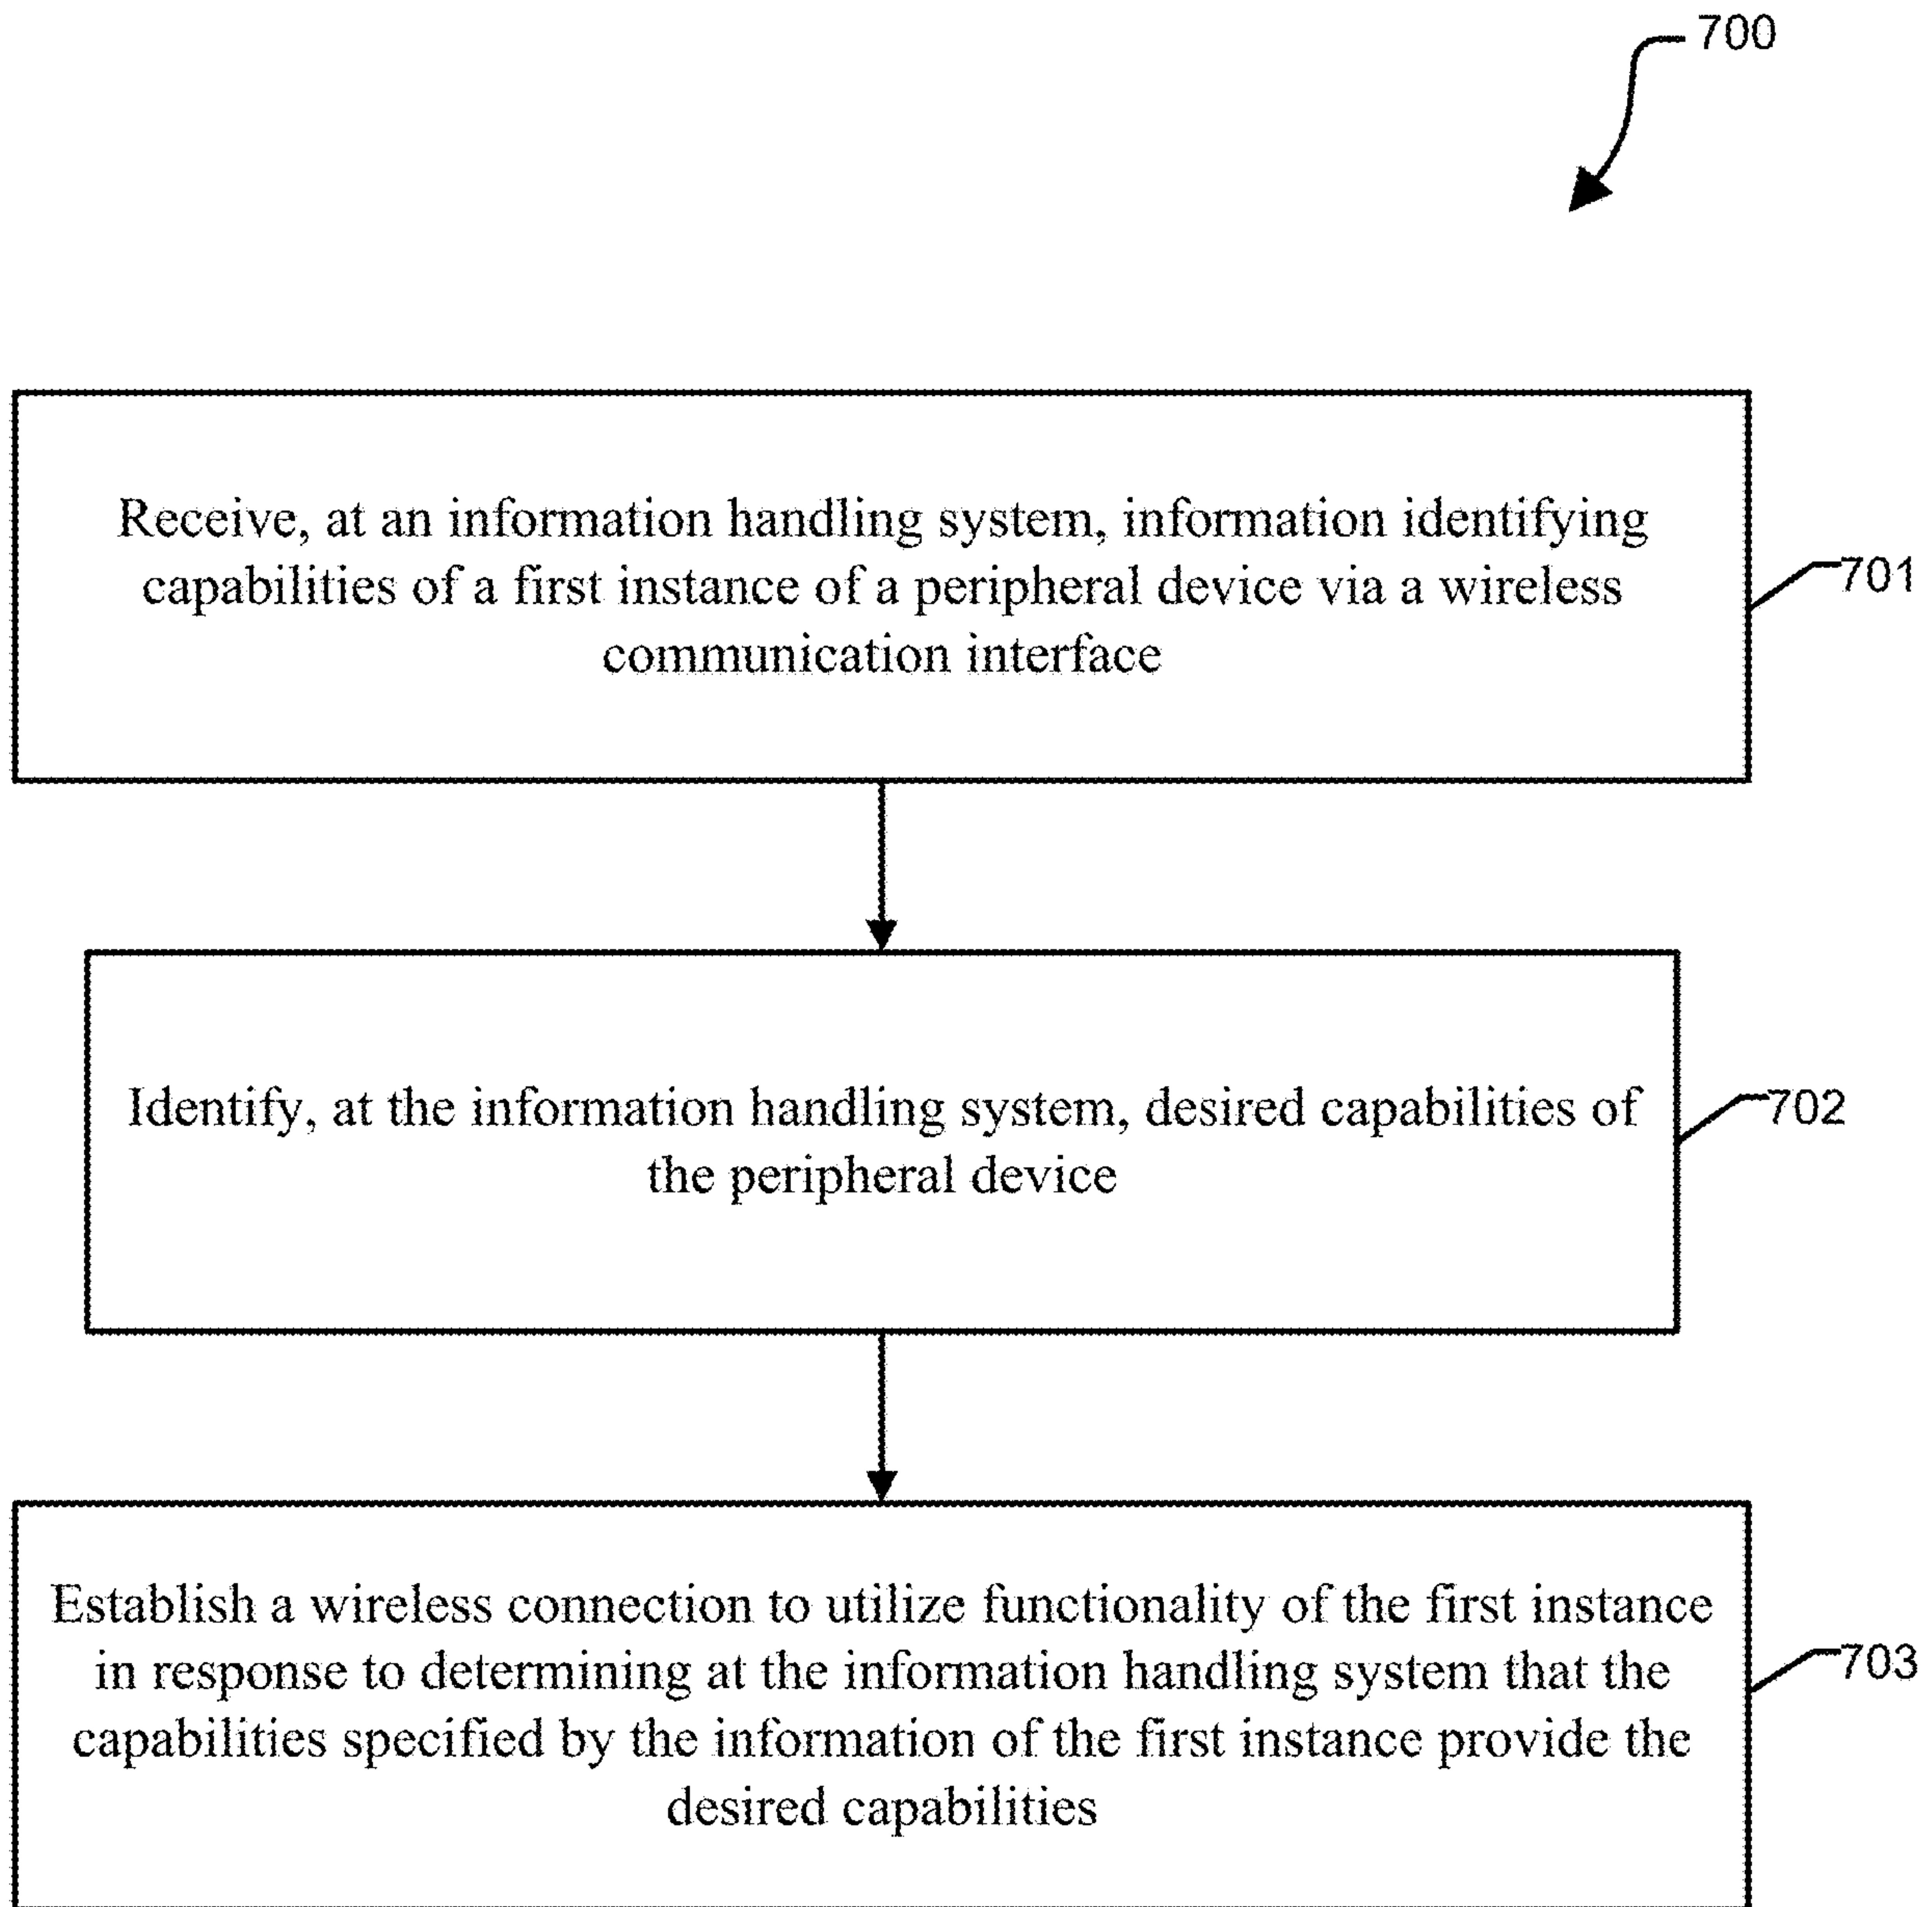 700
Receive, at an information handling system, information identifying
capabilities of a first instance of a peripheral device via a wireless
communication interface
701
Identify, at the information handling system, desired capabilities of
the peripheral device
702
Establish a wireless connection to utilize functionality of the first instance
in response to determining at the information handling system that the
capabilities specified by the information of the first instance provide the
desired capabilities
703